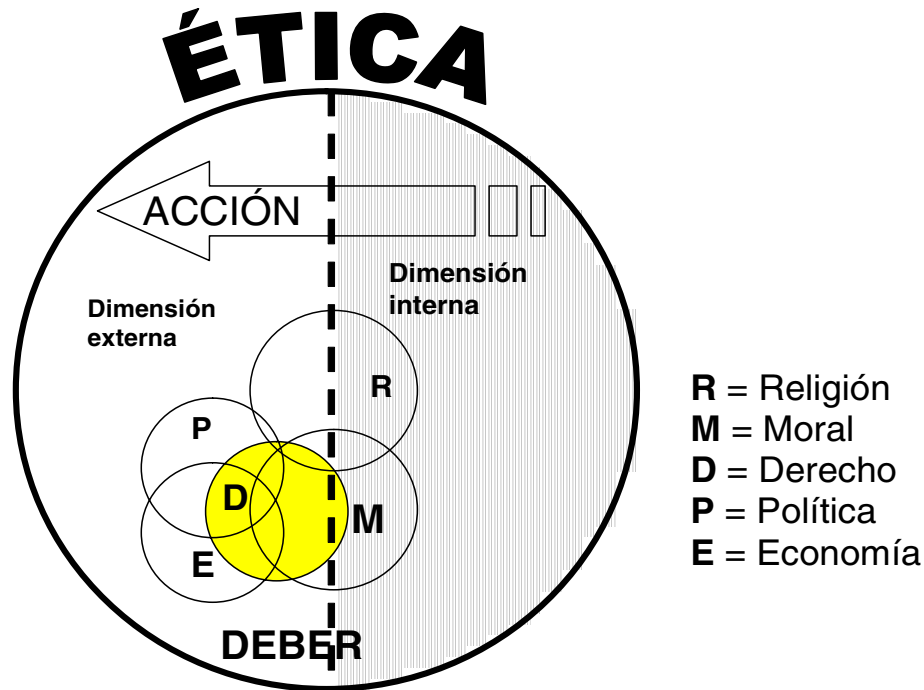 ÉTICA
ACCIÓN
Dimensión
interna
Dimensión
externa
R
P
D
M
E
DEBER
R = Religión
M = Moral
D = Derecho
P = Política
E = Economía